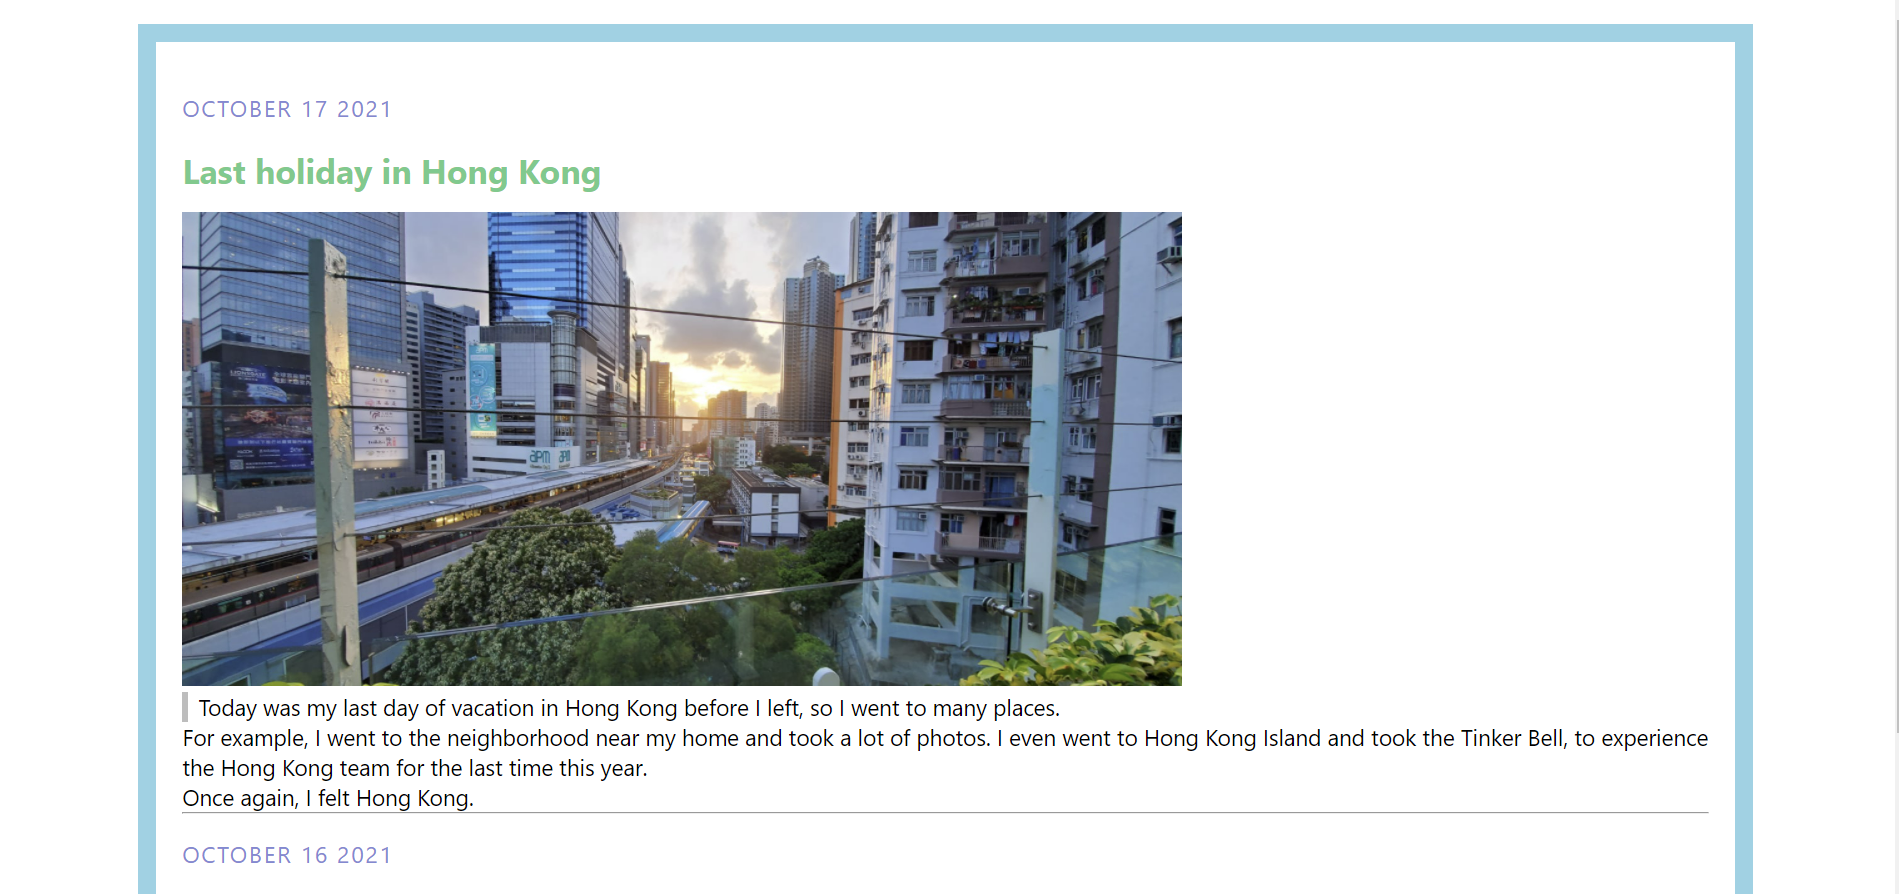 OCTOBER 17 2021
Last holiday in Hong Kong
LIONSGATE
apm apm
Today was my last day of vacation in Hong Kong before I left, so I went to many places.
For example, I went to the neighborhood near my home and took a lot of photos. I even went to Hong Kong Island and took the Tinker Bell, to experience
the Hong Kong team for the last time this year.
Once again, I felt Hong Kong.
OCTOBER 16 2021